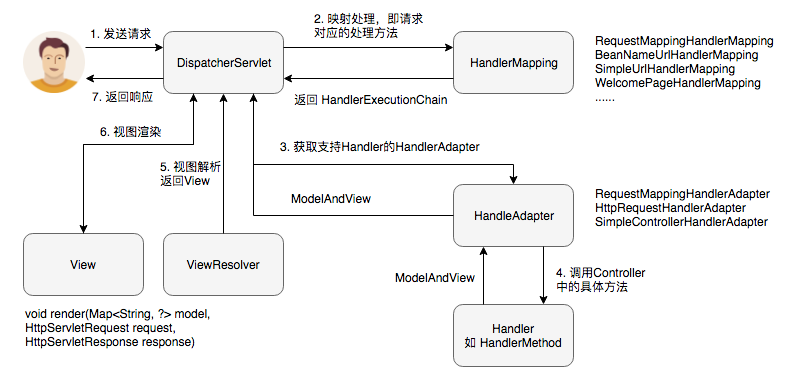 1. 发送请求
DispatcherServlet
7. 返回响应
2. 映射处理，即请求
对应的处理方法
返回 HandlerExecutionChain
HandlerMapping
RequestMappingHandlerMapping
BeanNameUrlHandlerMapping
SimpleUrlHandlerMapping
WelcomePageHandlerMapping
......
6. 视图渲染
5. 视图解析
返回View
3. 获取支持Handler的HandlerAdapter
ModelAndView
HandleAdapter
RequestMappingHandlerAdapter
HttpRequestHandlerAdapter
SimpleControllerHandlerAdapter
View
ViewResolver
ModelAndView
4. 调用Controller
中的具体方法
void render(Map<String, ?> model,
HttpServletRequest request,
HttpServletResponse response)
Handler
如 HandlerMethod